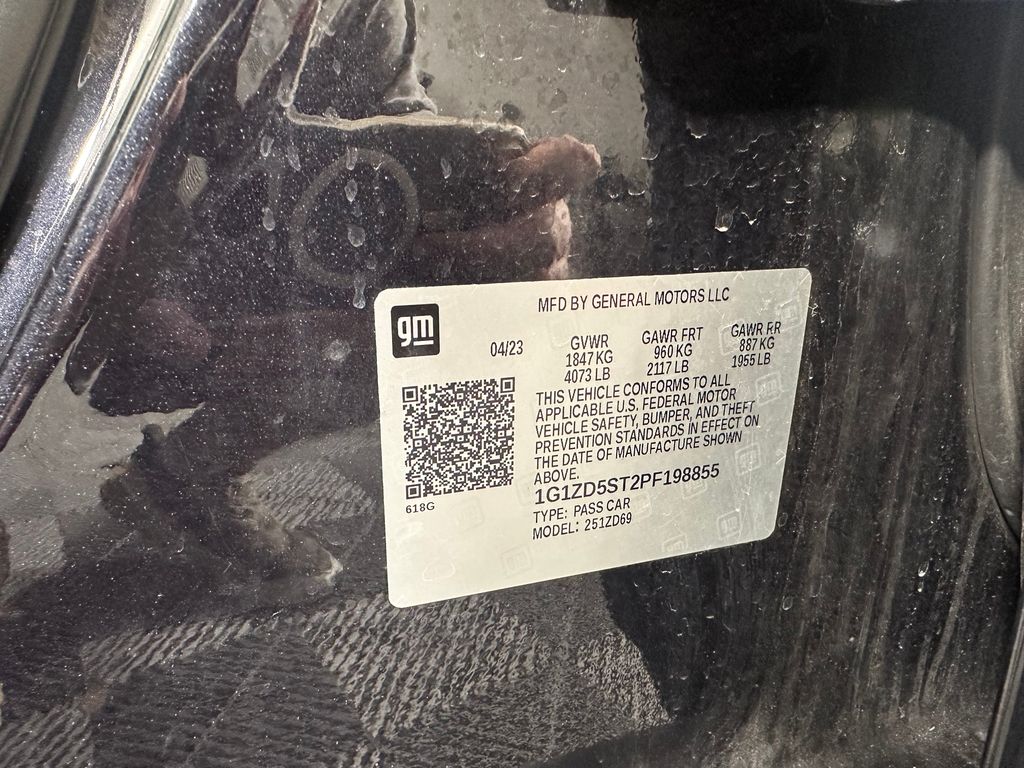 MFD BY GENERAL MOTORS LLC
gm
04/23
GVWR
1847 KG
4073 LB
GAWR FRT
960 KG
2117 LB
GAWR RR
887 KG
1955 LB
THIS VEHICLE CONFORMS TO ALL
APPLICABLE U.S. FEDERAL MOTOR
VEHICLE SAFETY, BUMPER, AND THEFT
PREVENTION STANDARDS IN EFFECT ON
THE DATE OF MANUFACTURE SHOWN
ABOVE.
1G1ZD5ST2PF198855
TYPE: PASS CAR
MODEL: 251ZD69
618G